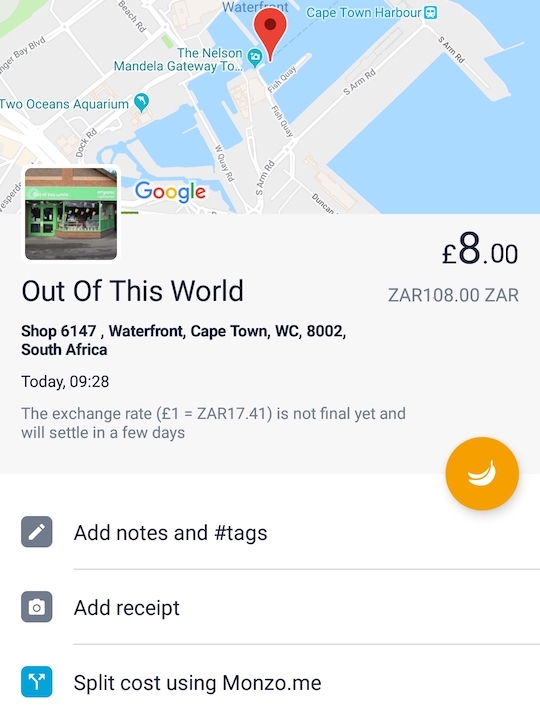 Beach Rd
Waterfront
Cape Town Harbour
nger Bay Blvd
The Nelson
Mandela Gateway To...
S Arm Rd
Fish Quay
S Arm Rd
Two Oceans Aquarium
Dock Rd
Fish Quay
W Quay Rd
S Arm Rd
Vesperd
Duncan
Google
organic
£8.00
Out Of This World
ZAR108.00 ZAR
Shop 6147 , Waterfront, Cape Town, WC, 8002,
South Africa
Today, 09:28
The exchange rate (£1 = ZAR17.41) is not final yet and
will settle in a few days
Add notes and #tags
Add receipt
Split cost using Monzo.me